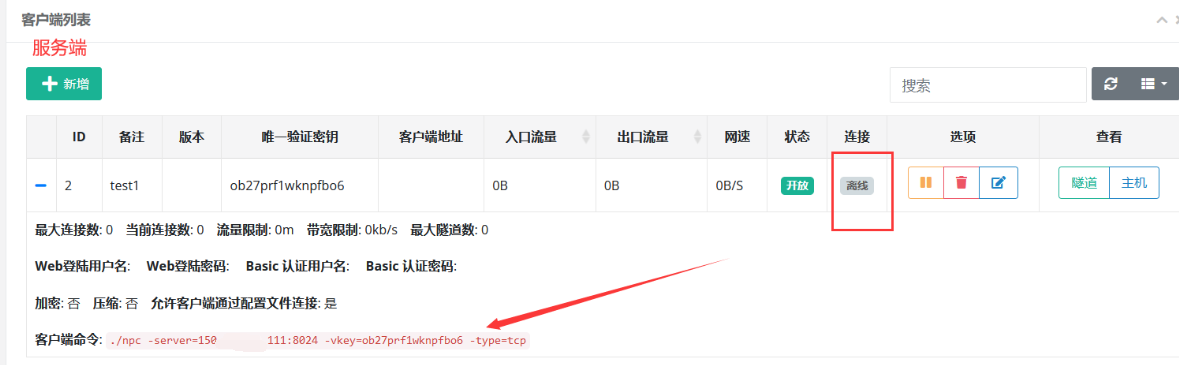 客户端列表
服务端
新增
搜索
ID 备注 版本 唯一验证密钥 客户端地址 入口流量 出口流量 网速 状态 连接 选项 查看
2 test1 ob27prf1wknpfbo6 0B 0B 0B/S 开放 离线 隧道 主机
最大连接数: 0 当前连接数: 0 流量限制: 0m 带宽限制: 0kb/s 最大隧道数: 0
Web登陆用户名: Web登陆密码: Basic 认证用户名: Basic 认证密码:
加密: 否 压缩: 否 允许客户端通过配置文件连接: 是
客户端命令: ./npc -server=150 111:8024 -vkey=ob27prf1wknpfbo6 -type=tcp